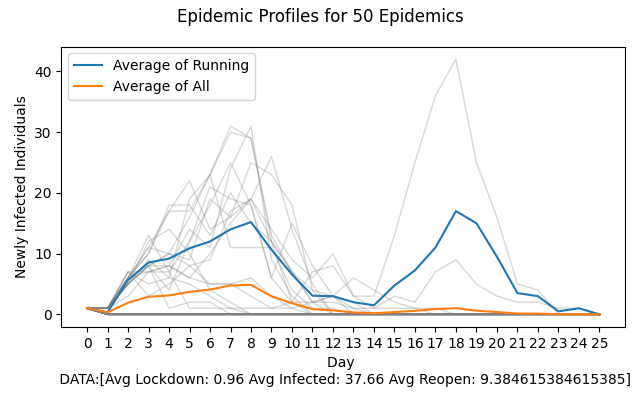 Epidemic Profiles for 50 Epidemics
Average of Running
Average of All
Newly Infected Individuals
40
30
20
10
0
0 1 2 3 4 5 6 7 8 9 10 11 12 13 14 15 16 17 18 19 20 21 22 23 24 25
Day
DATA:[Avg Lockdown: 0.96 Avg Infected: 37.66 Avg Reopen: 9.384615384615385]